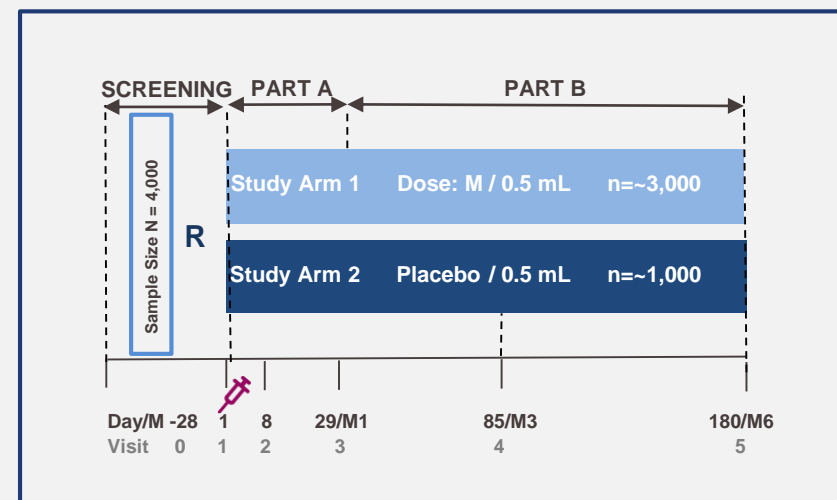 SCREENING PART A PART B
Sample Size N = 4,000
R
Study Arm 1 Dose: M / 0.5 mL n=~3,000
Study Arm 2 Placebo / 0.5 mL n=~1,000
Day/M -28 1 8 29/M1 85/M3 180/M6
Visit 0 1 2 3 4 5